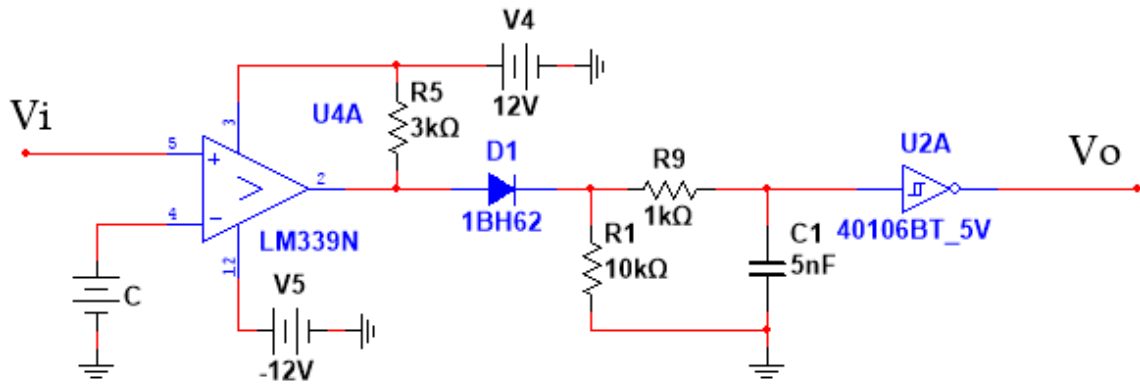 V4
12V
R5
3kΩ
U4A
Vi
3
5
+
2
4
−
LM339N
12
C
V5
-12V
D1
1BH62
R9
1kΩ
R1
10kΩ
C1
5nF
U2A
40106BT_5V
Vo